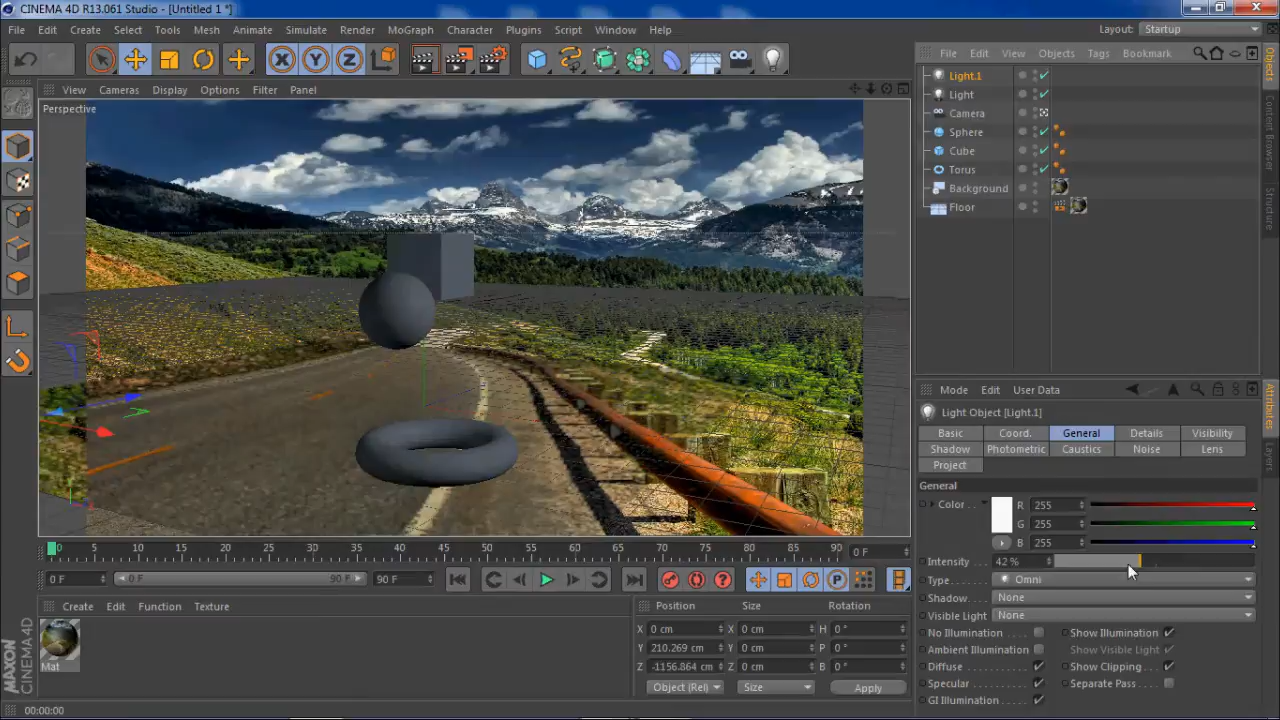 CINEMA 4D R13.061 Studio - [Untitled 1 *]
File Edit Create Select Tools Mesh Animate Simulate Render MoGraph Character Plugins Script Window Help Layout: Startup
X Y Z
File Edit View Objects Tags Bookmark
View Cameras Display Options Filter Panel
Perspective
Light.1
Light
Camera
Sphere
Cube
Torus
Background
Floor
Objects
Content Browser
Structure
Mode Edit User Data
Attributes
Layers
Light Object [Light.1]
Basic Coord. General Details Visibility
Shadow Photometric Caustics Noise Lens
Project
General
Color R 255
G 255
B 255
Intensity 42 %
Type Omni
Shadow None
Visible Light None
No Illumination Show Illumination
Ambient Illumination Show Visible Light
Diffuse Show Clipping
Specular Separate Pass
GI Illumination
0 5 10 15 20 25 30 35 40 45 50 55 60 65 70 75 80 85 90 0 F
0 F 0 F 90 F 90 F
P
Create Edit Function Texture
Mat
Position Size Rotation
X 0 cm X 0 cm H 0 °
Y 210.269 cm Y 0 cm P 0 °
Z -1156.864 cm Z 0 cm B 0 °
Object (Rel) Size Apply
MAXON
CINEMA 4D
00:00:00